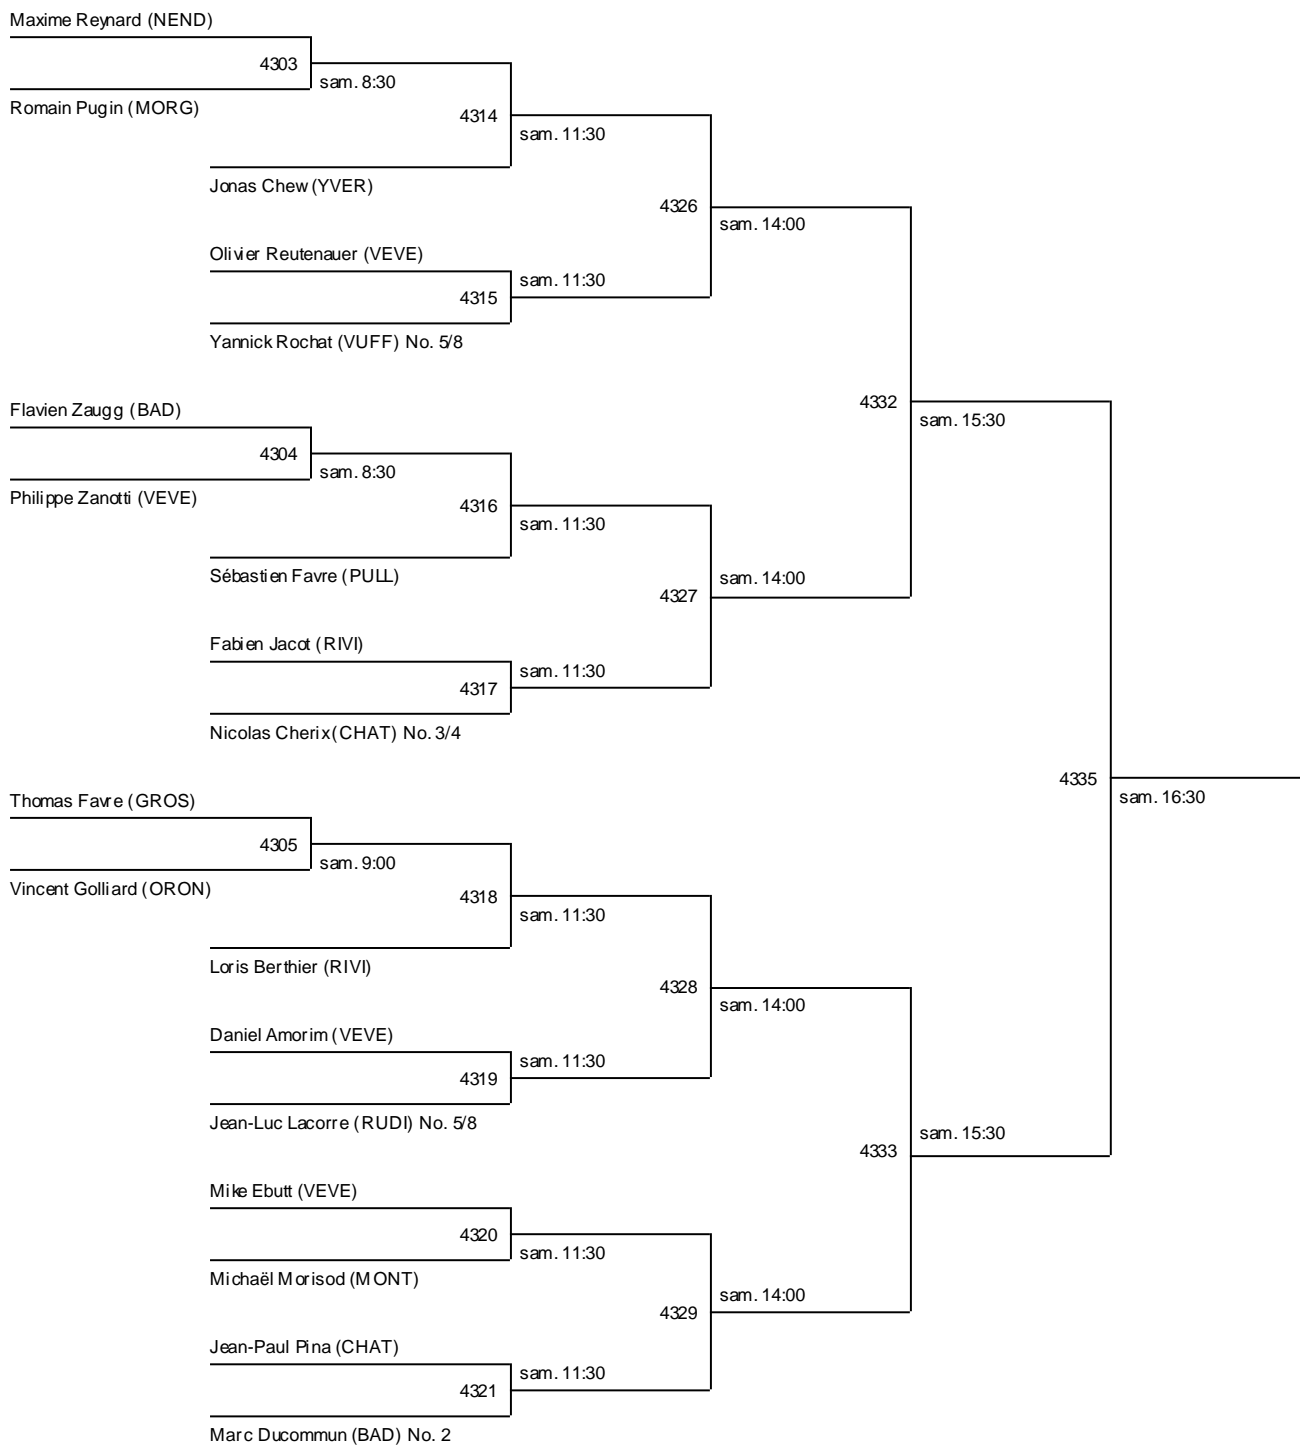 Maxime Reynard (NEND)
4303
sam. 8:30
Romain Pugin (MORG)
4314
sam. 11:30
Jonas Chew (YVER)
4326
sam. 14:00
Olivier Reutenauer (VEVE)
sam. 11:30
4315
Yannick Rochat (VUFF) No. 5/8
4332
sam. 15:30
Flavien Zaugg (BAD)
4304
sam. 8:30
Philippe Zanotti (VEVE)
4316
sam. 11:30
Sébastien Favre (PULL)
sam. 14:00
4327
Fabien Jacot (RIVI)
sam. 11:30
4317
Nicolas Cherix (CHAT) No. 3/4
4335
sam. 16:30
Thomas Favre (GROS)
4305
sam. 9:00
Vincent Golliard (ORON)
4318
sam. 11:30
Loris Berthier (RIVI)
4328
sam. 14:00
Daniel Amorim (VEVE)
sam. 11:30
4319
Jean-Luc Lacorre (RUDI) No. 5/8
sam. 15:30
4333
Mike Ebutt (VEVE)
4320
sam. 11:30
Michaël Morisod (MONT)
sam. 14:00
4329
Jean-Paul Pina (CHAT)
sam. 11:30
4321
Marc Ducommun (BAD) No. 2